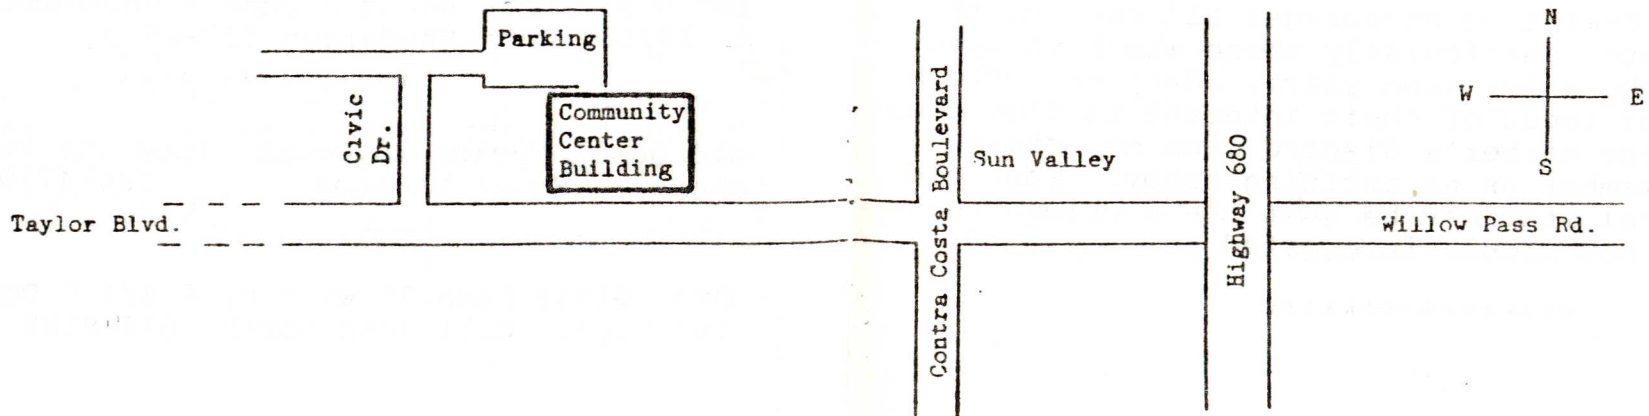 Parking
N
W
E
S
Civic
Dr.
Community
Center
Building
Contra Costa Boulevard
Sun Valley
Highway 680
Taylor Blvd.
Willow Pass Rd.